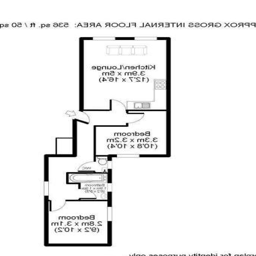 PPROX GROSS INTERNAL FLOOR AREA: 536 sq. ft / 50 sq
Kitchen/Lounge
3.9m x 5m
(12'7 x 16'4)
Bedroom
3.3m x 3.2m
(10'8 x 10'4)
Bathroom
Bedroom
2.8m x 3.1m
(9'2 x 10'2)
orplan for identity purposes only